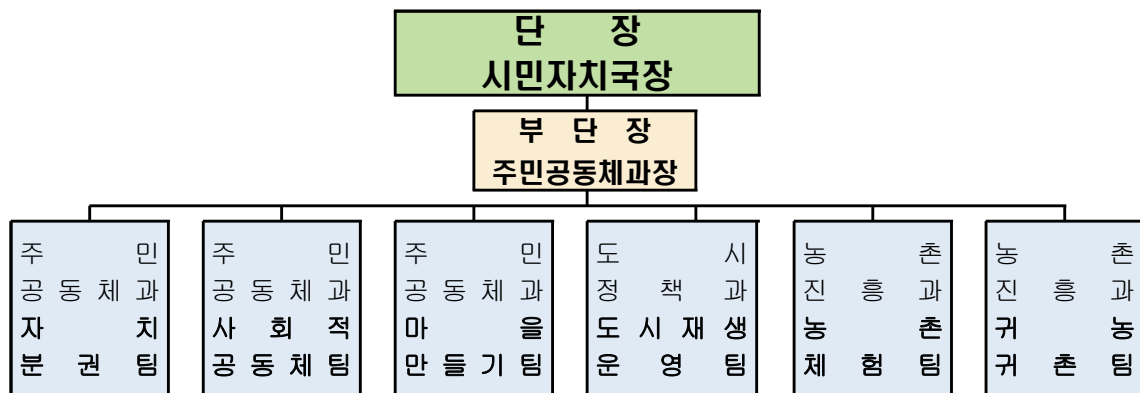 단 장
시민자치국장
부 단 장
주민공동체과장
주 민
공동체과
자 치
분 권 팀
주 민
공동체과
사 회 적
공동체팀
주 민
공동체과
마 을
만들기팀
도 시
정 책 과
도시재생
운 영 팀
농 촌
진 흥 과
농 촌
체 험 팀
농 촌
진 흥 과
귀 농
귀 촌 팀